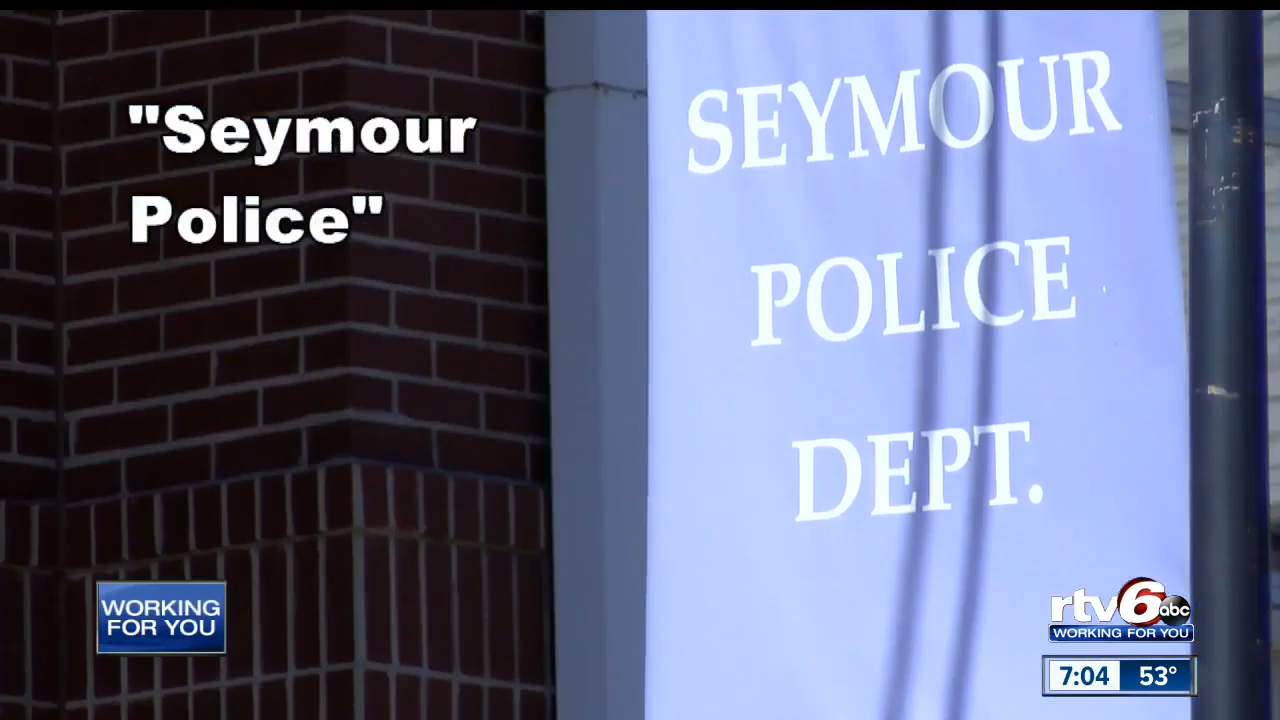 "Seymour
Police"
SEYMOUR
POLICE
DEPT.
WORKING
FOR YOU
rtv6 abc
WORKING FOR YOU
7:04 53°